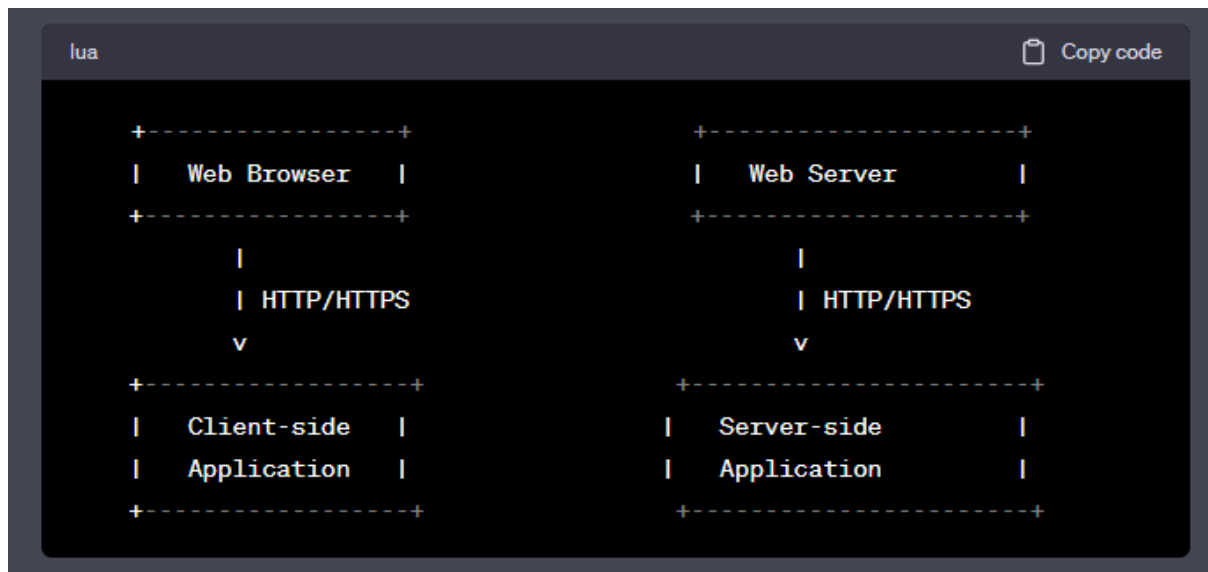 lua Copy code
+-----------------+ +---------------------+
| Web Browser | | Web Server |
+-----------------+ +---------------------+
| |
| HTTP/HTTPS | HTTP/HTTPS
v v
+------------------+ +-----------------------+
| Client-side | | Server-side |
| Application | | Application |
+------------------+ +-----------------------+